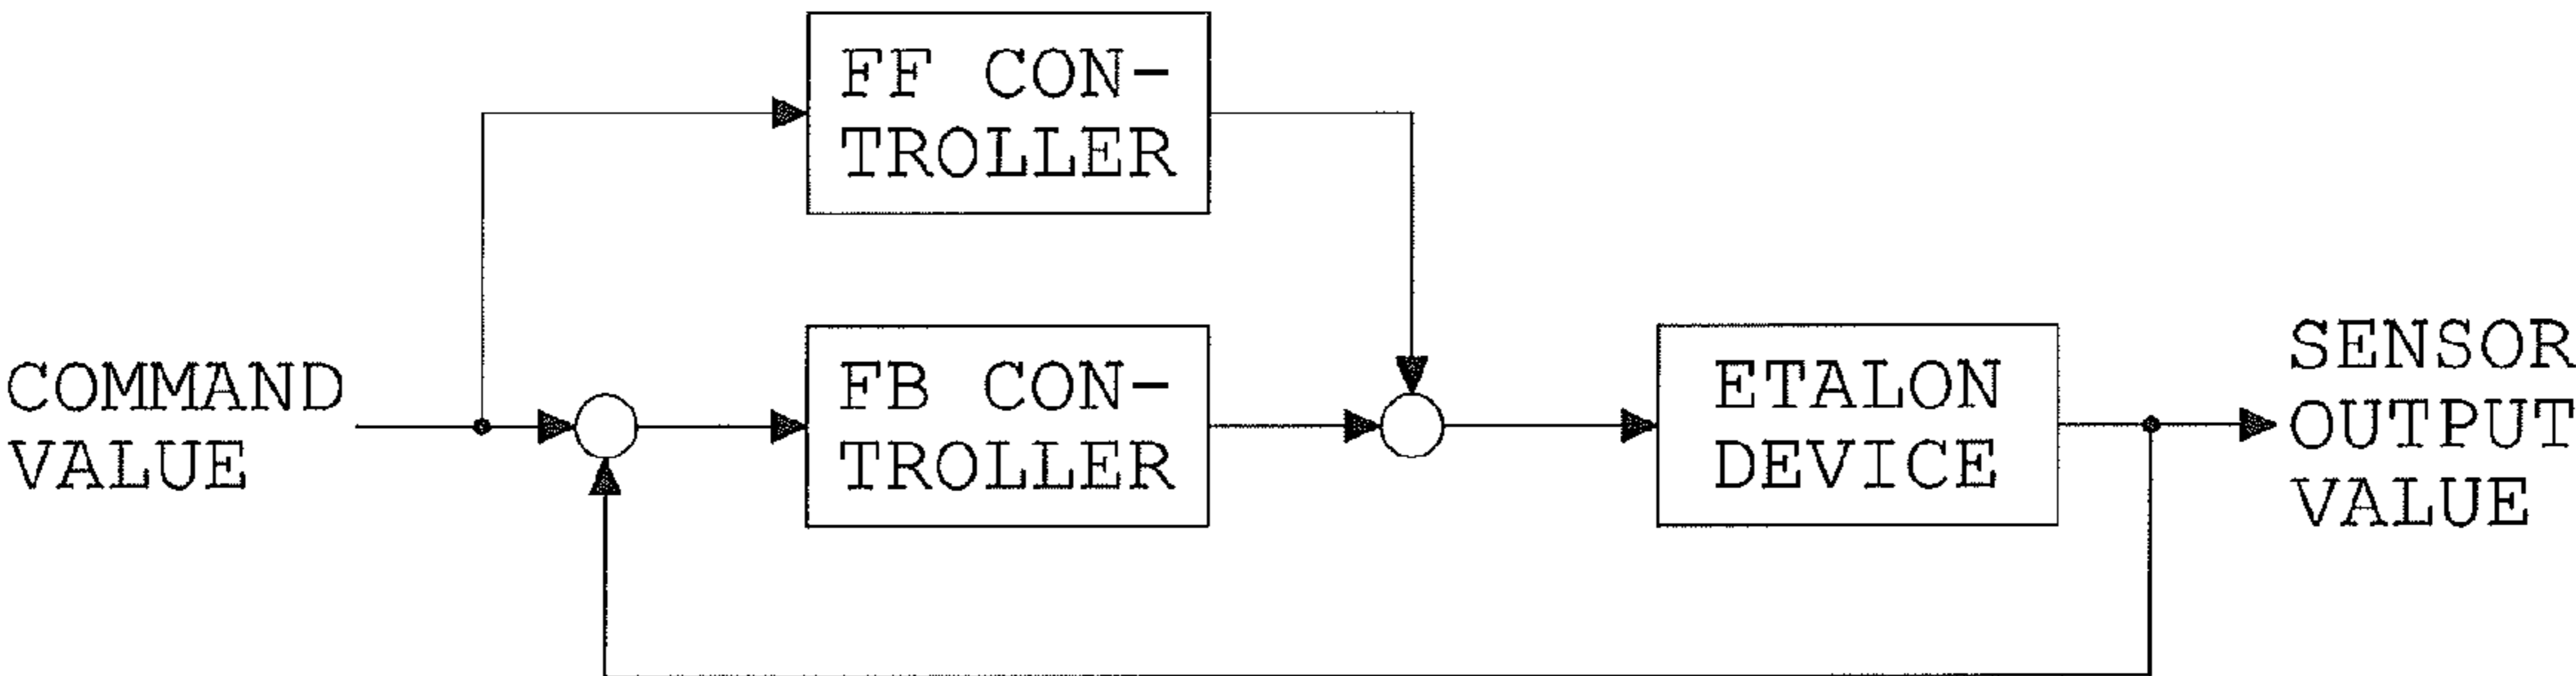 FF CON-
TROLLER
COMMAND
VALUE
FB CON-
TROLLER
ETALON
DEVICE
SENSOR
OUTPUT
VALUE